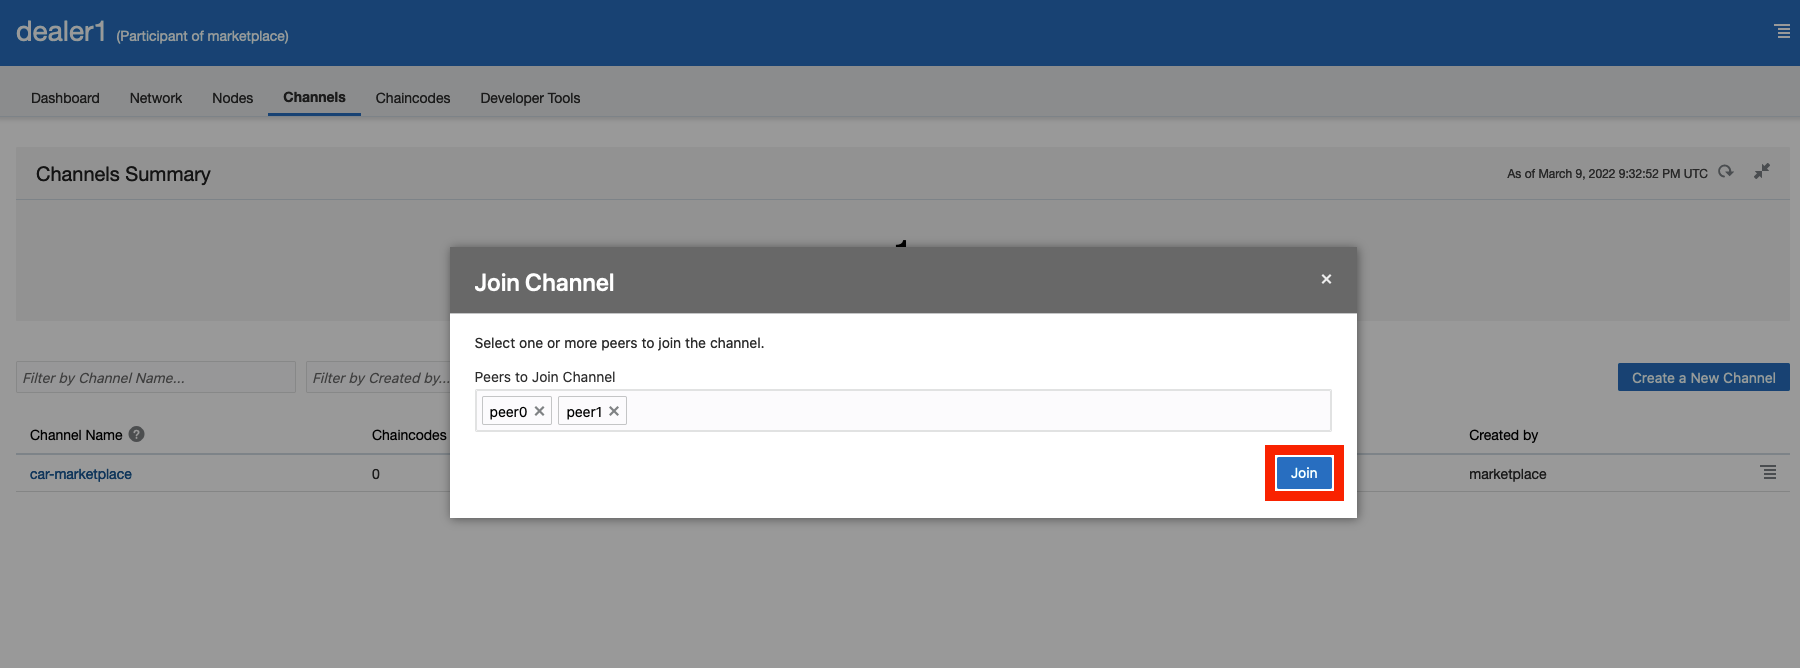 dealer1 (Participant of marketplace)
Dashboard Network Nodes Channels Chaincodes Developer Tools
Channels Summary As of March 9, 2022 9:32:52 PM UTC
Join Channel ×
Select one or more peers to join the channel.
Peers to Join Channel
peer0 ✕ peer1 ✕
Join
Filter by Channel Name... Filter by Created by... Create a New Channel
Channel Name ? Chaincodes Created by
car-marketplace 0 marketplace